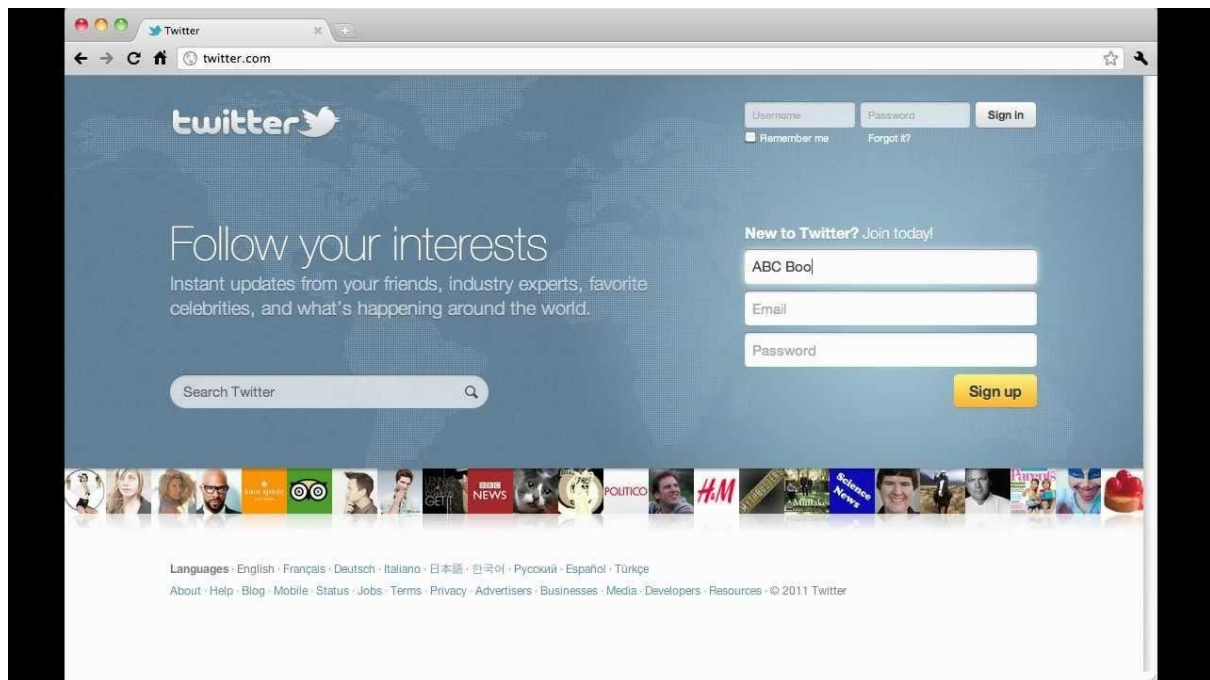 Twitter
twitter.com
twitter
Username Password Sign in
Remember me Forgot it?
Follow your interests
Instant updates from your friends, industry experts, favorite
celebrities, and what's happening around the world.
Search Twitter
New to Twitter? Join today!
ABC Boo
Email
Password
Sign up
kate spade
BBC
NEWS
POLITICO
H&M
MYTHBUSTERS
Midlake
Science
News
Parents
Languages · English · Français · Deutsch · Italiano · 日本語 · 한국어 · Русский · Español · Türkçe
About · Help · Blog · Mobile · Status · Jobs · Terms · Privacy · Advertisers · Businesses · Media · Developers · Resources · © 2011 Twitter